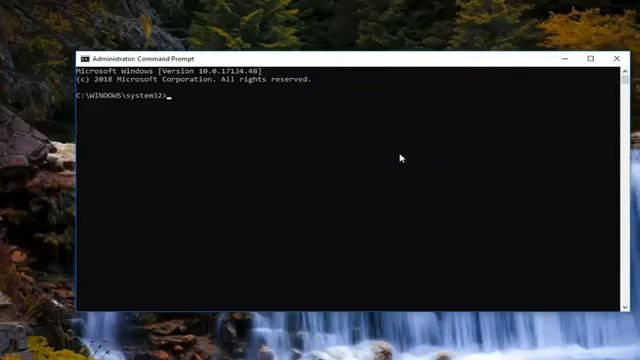 Administrator: Command Prompt
Microsoft Windows [Version 10.0.17134.48]
(c) 2018 Microsoft Corporation. All rights reserved.
C:\WINDOWS\system32>